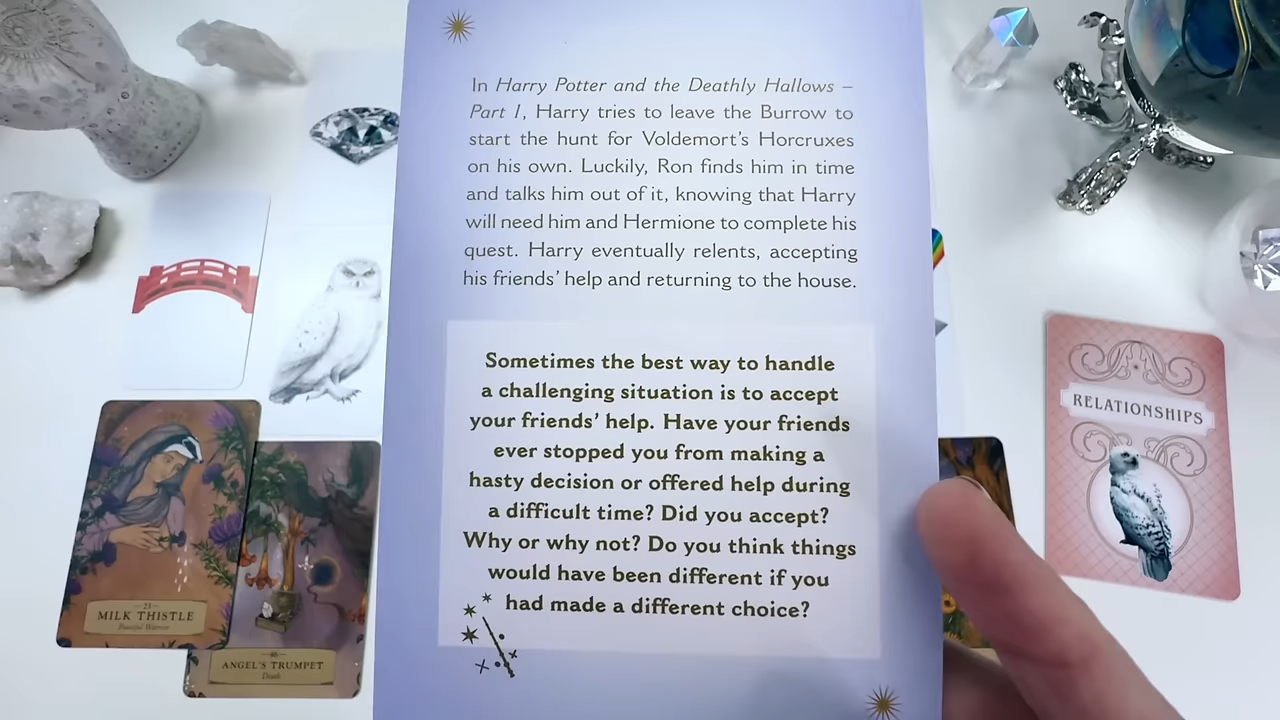 In Harry Potter and the Deathly Hallows –
Part 1, Harry tries to leave the Burrow to
start the hunt for Voldemort's Horcruxes
on his own. Luckily, Ron finds him in time
and talks him out of it, knowing that Harry
will need him and Hermione to complete his
quest. Harry eventually relents, accepting
his friends' help and returning to the house.
Sometimes the best way to handle
a challenging situation is to accept
your friends' help. Have your friends
ever stopped you from making a
hasty decision or offered help during
a difficult time? Did you accept?
Why or why not? Do you think things
would have been different if you
had made a different choice?
RELATIONSHIPS
MILK THISTLE
ANGEL'S TRUMPET
Death